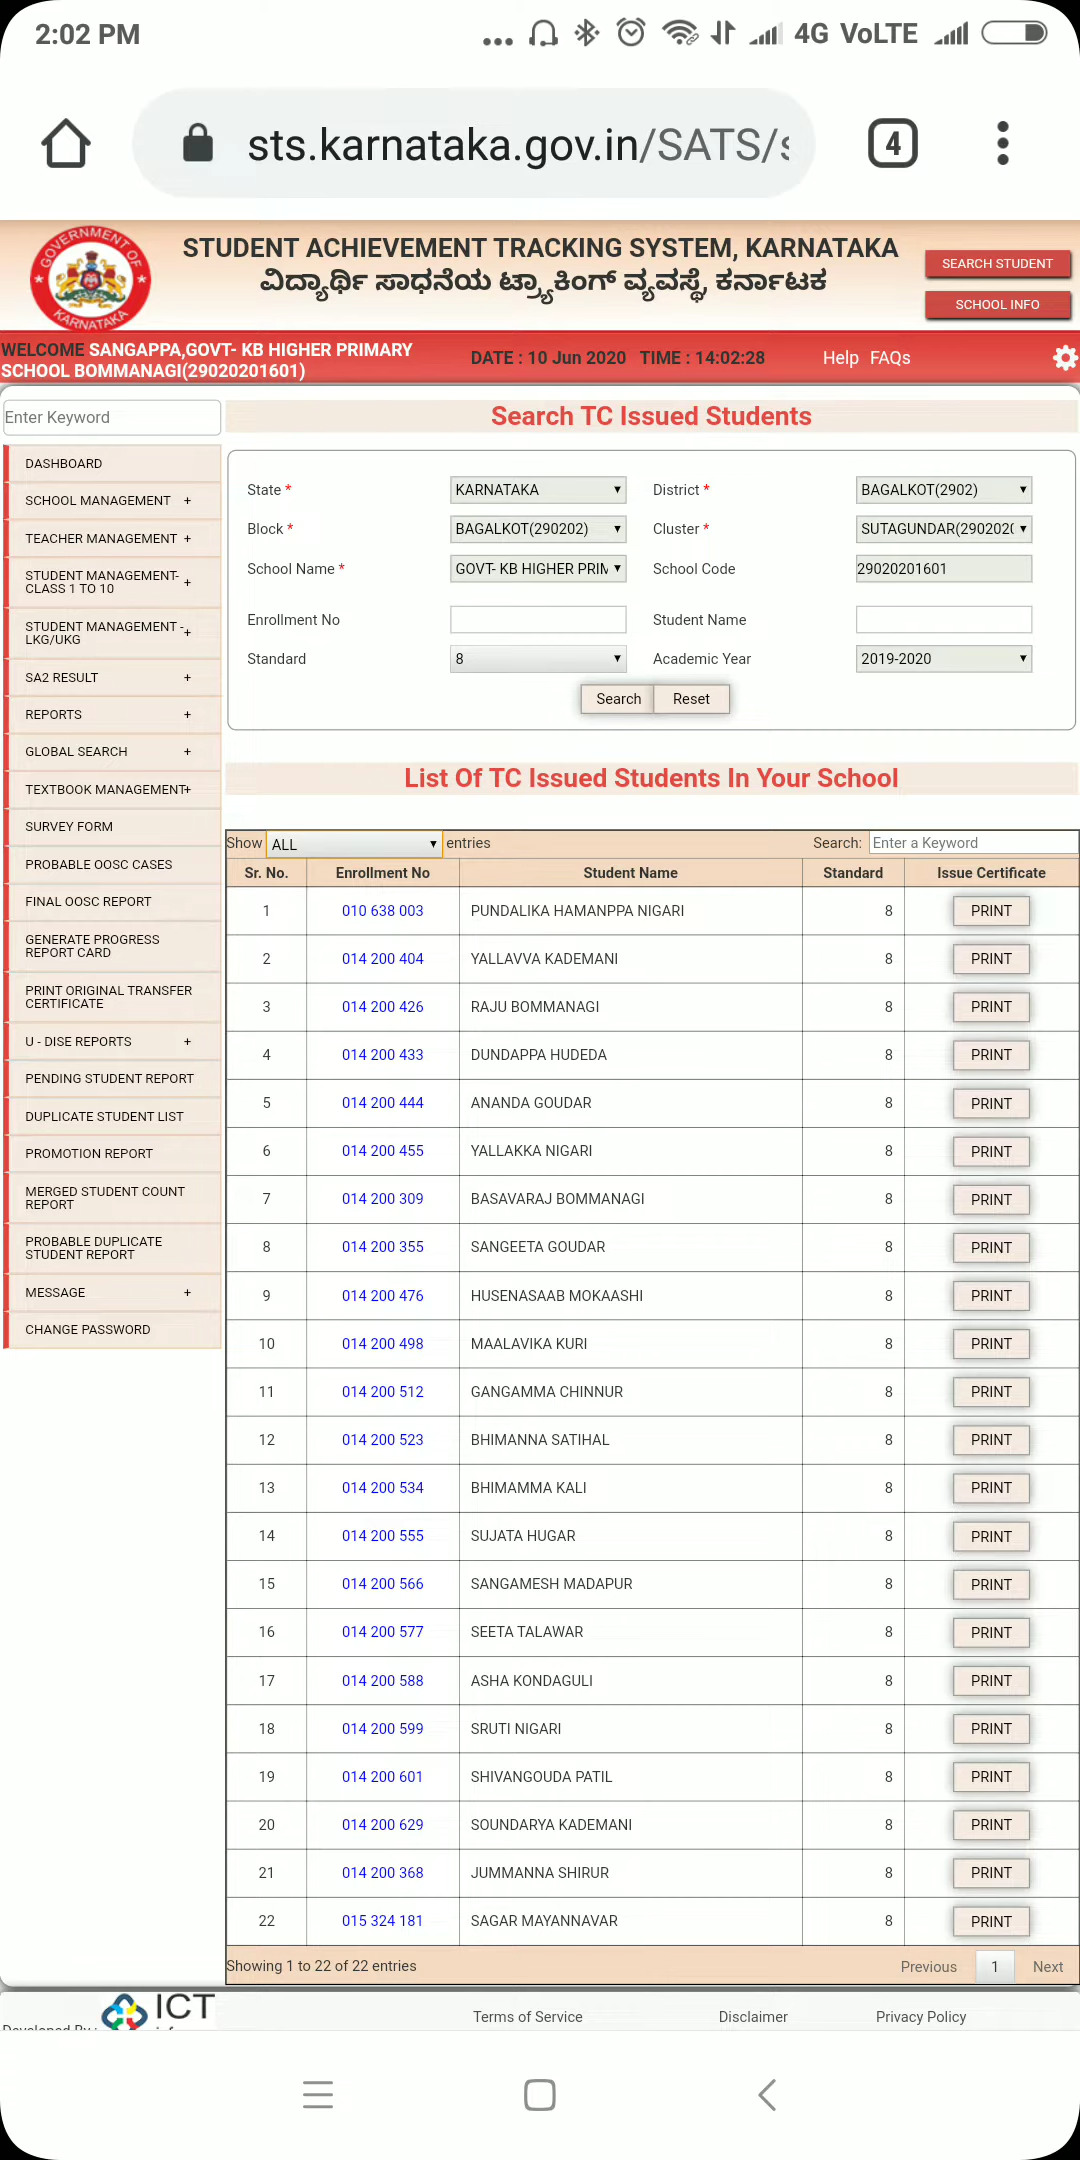 2:02 PM
4G VoLTE
sts.karnataka.gov.in/SATS/s
4
GOVERNMENT OF KARNATAKA
STUDENT ACHIEVEMENT TRACKING SYSTEM, KARNATAKA
ವಿದ್ಯಾರ್ಥಿ ಸಾಧನೆಯ ಟ್ರ್ಯಾಕಿಂಗ್ ವ್ಯವಸ್ಥೆ, ಕರ್ನಾಟಕ
SEARCH STUDENT
SCHOOL INFO
WELCOME SANGAPPA,GOVT- KB HIGHER PRIMARY
SCHOOL BOMMANAGI(29020201601)
DATE : 10 Jun 2020 TIME : 14:02:28
Help FAQs
Enter Keyword
DASHBOARD
SCHOOL MANAGEMENT +
TEACHER MANAGEMENT +
STUDENT MANAGEMENT-
CLASS 1 TO 10 +
STUDENT MANAGEMENT -
LKG/UKG +
SA2 RESULT +
REPORTS +
GLOBAL SEARCH +
TEXTBOOK MANAGEMENT+
SURVEY FORM
PROBABLE OOSC CASES
FINAL OOSC REPORT
GENERATE PROGRESS
REPORT CARD
PRINT ORIGINAL TRANSFER
CERTIFICATE
U - DISE REPORTS +
PENDING STUDENT REPORT
DUPLICATE STUDENT LIST
PROMOTION REPORT
MERGED STUDENT COUNT
REPORT
PROBABLE DUPLICATE
STUDENT REPORT
MESSAGE +
CHANGE PASSWORD
Search TC Issued Students
State * KARNATAKA District * BAGALKOT(2902)
Block * BAGALKOT(290202) Cluster * SUTAGUNDAR(2902020
School Name * GOVT- KB HIGHER PRIM School Code 29020201601
Enrollment No Student Name
Standard 8 Academic Year 2019-2020
Search Reset
List Of TC Issued Students In Your School
Show ALL entries Search: Enter a Keyword
Sr. No. Enrollment No Student Name Standard Issue Certificate
1 010 638 003 PUNDALIKA HAMANPPA NIGARI 8 PRINT
2 014 200 404 YALLAVVA KADEMANI 8 PRINT
3 014 200 426 RAJU BOMMANAGI 8 PRINT
4 014 200 433 DUNDAPPA HUDEDA 8 PRINT
5 014 200 444 ANANDA GOUDAR 8 PRINT
6 014 200 455 YALLAKKA NIGARI 8 PRINT
7 014 200 309 BASAVARAJ BOMMANAGI 8 PRINT
8 014 200 355 SANGEETA GOUDAR 8 PRINT
9 014 200 476 HUSENASAAB MOKAASHI 8 PRINT
10 014 200 498 MAALAVIKA KURI 8 PRINT
11 014 200 512 GANGAMMA CHINNUR 8 PRINT
12 014 200 523 BHIMANNA SATIHAL 8 PRINT
13 014 200 534 BHIMAMMA KALI 8 PRINT
14 014 200 555 SUJATA HUGAR 8 PRINT
15 014 200 566 SANGAMESH MADAPUR 8 PRINT
16 014 200 577 SEETA TALAWAR 8 PRINT
17 014 200 588 ASHA KONDAGULI 8 PRINT
18 014 200 599 SRUTI NIGARI 8 PRINT
19 014 200 601 SHIVANGOUDA PATIL 8 PRINT
20 014 200 629 SOUNDARYA KADEMANI 8 PRINT
21 014 200 368 JUMMANNA SHIRUR 8 PRINT
22 015 324 181 SAGAR MAYANNAVAR 8 PRINT
Showing 1 to 22 of 22 entries Previous 1 Next
Developed By : ICT
Terms of Service Disclaimer Privacy Policy